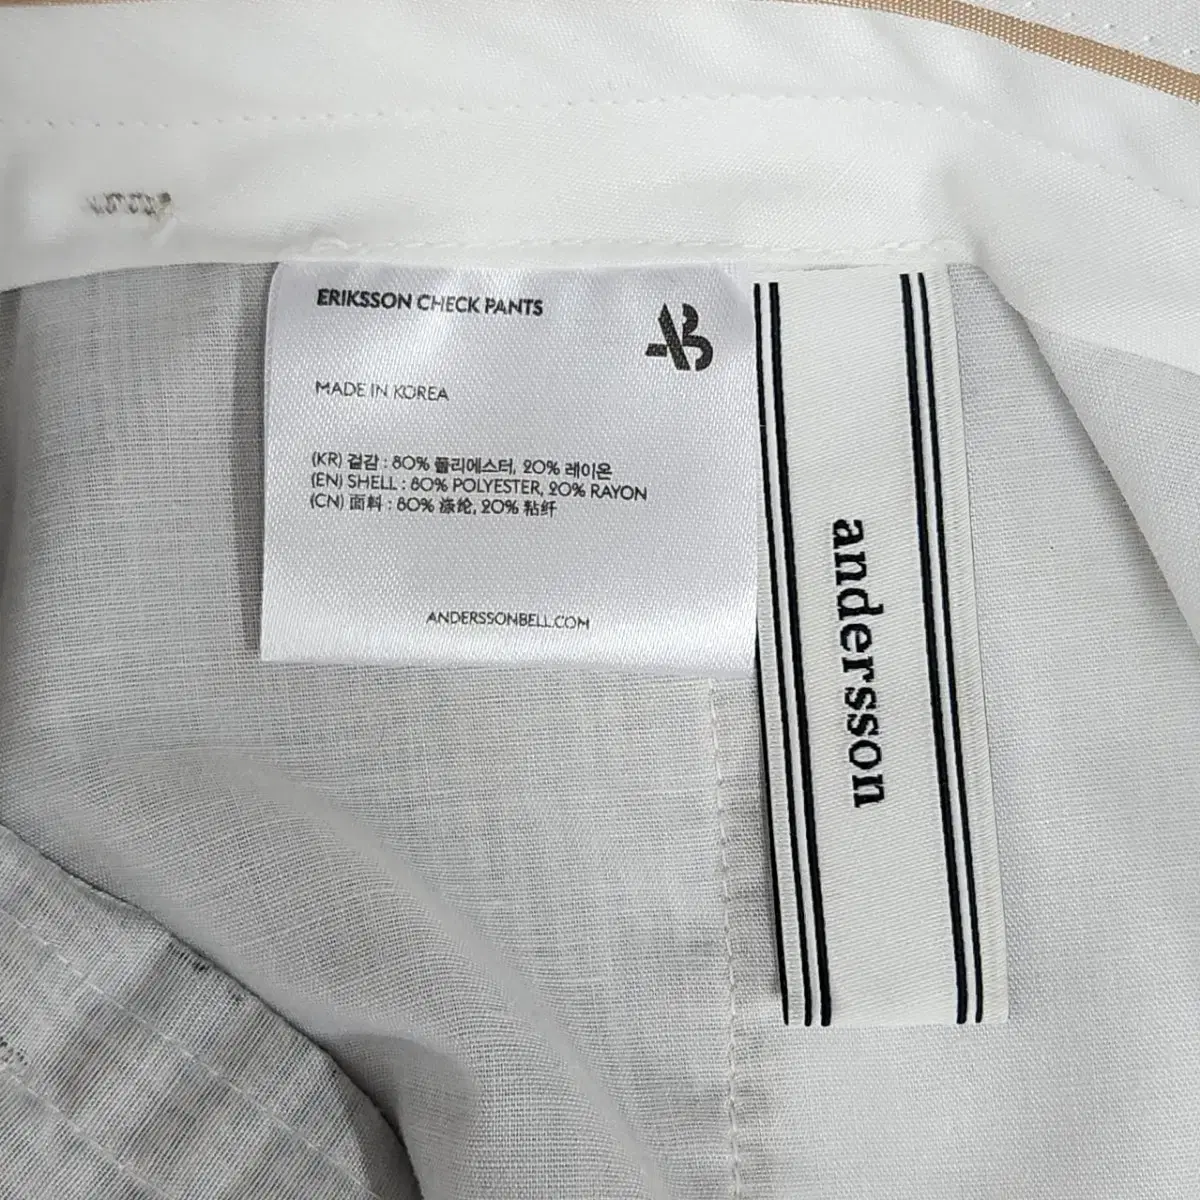 ERIKSSON CHECK PANTS
AB
MADE IN KOREA
(KR) 겉감 : 80% 폴리에스터, 20% 레이온
(EN) SHELL : 80% POLYESTER, 20% RAYON
(CN) 面料 : 80% 涤纶, 20% 粘纤
ANDERSSONBELL.COM
andersson